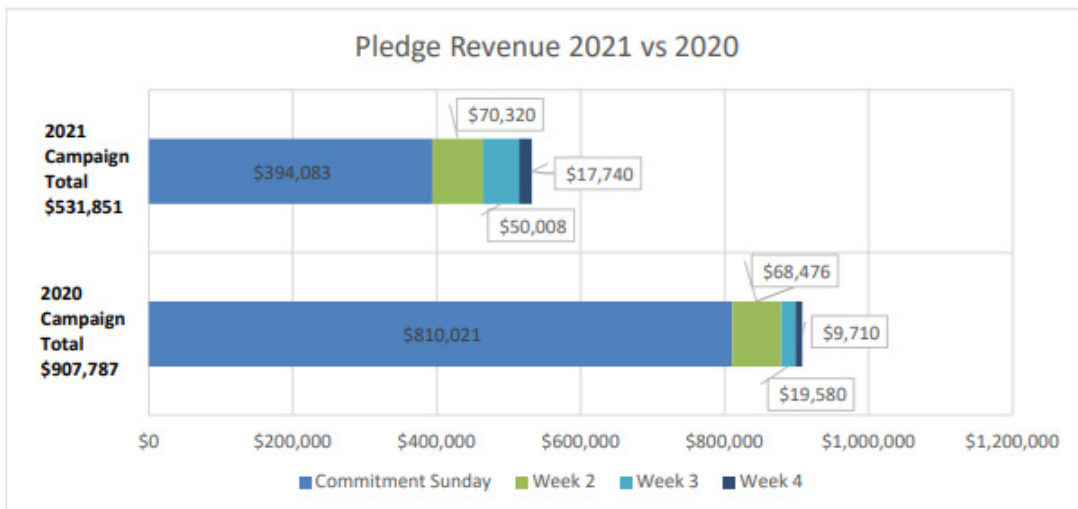 Pledge Revenue 2021 vs 2020
2021
Campaign
Total
$531,851
$394,083
$70,320
$50,008
$17,740
2020
Campaign
Total
$907,787
$810,021
$68,476
$19,580
$9,710
$0 $200,000 $400,000 $600,000 $800,000 $1,000,000 $1,200,000
Commitment Sunday Week 2 Week 3 Week 4